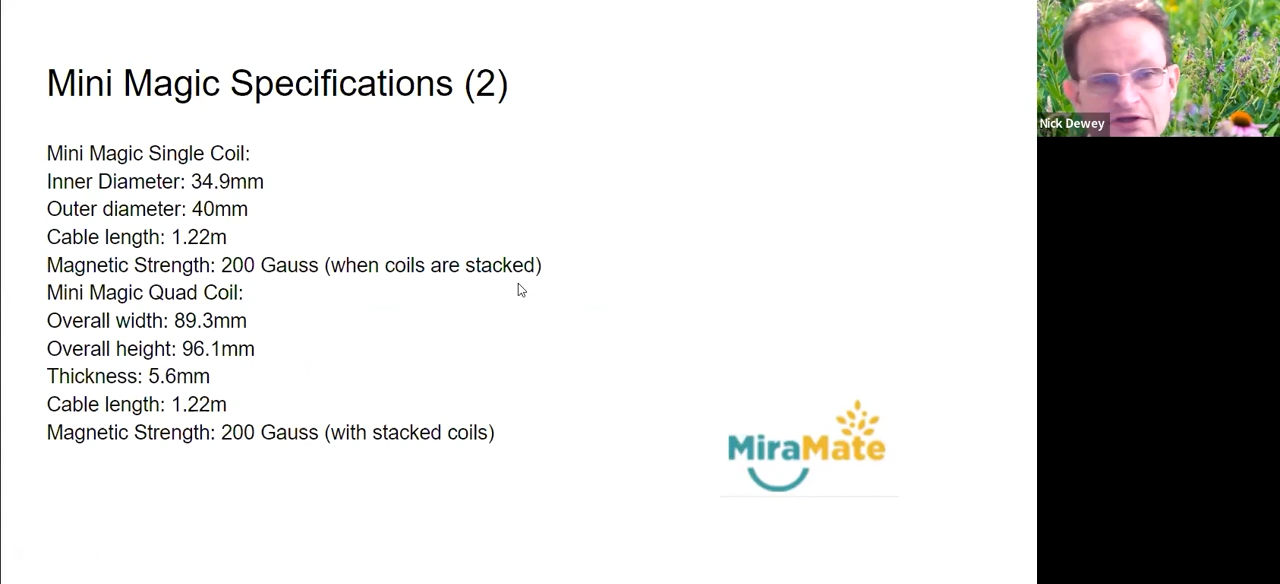 Mini Magic Specifications (2)
Mini Magic Single Coil:
Inner Diameter: 34.9mm
Outer diameter: 40mm
Cable length: 1.22m
Magnetic Strength: 200 Gauss (when coils are stacked)
Mini Magic Quad Coil:
Overall width: 89.3mm
Overall height: 96.1mm
Thickness: 5.6mm
Cable length: 1.22m
Magnetic Strength: 200 Gauss (with stacked coils)
MiraMate
Nick Dewey